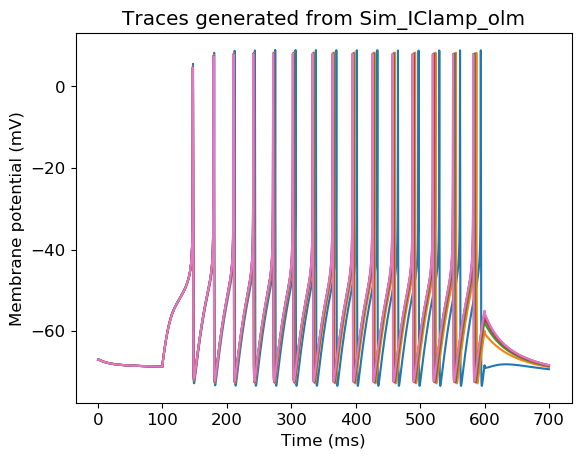 Traces generated from Sim_IClamp_olm
Membrane potential (mV)
0
−20
−40
−60
0 100 200 300 400 500 600 700
Time (ms)